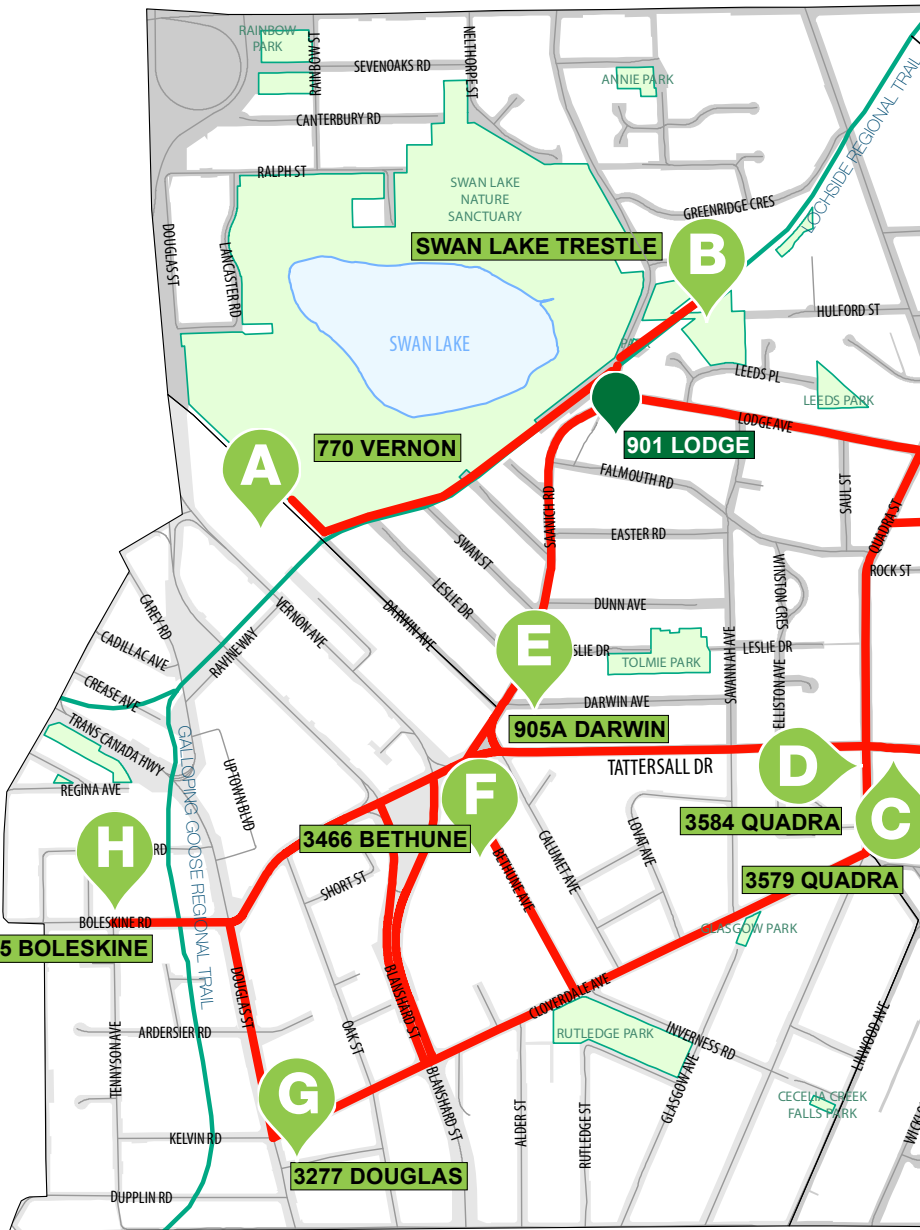 RAINBOW
PARK
RAINBOW ST
SEVENOAKS RD
NELTHORPE ST
ANNIE PARK
CANTERBURY RD
LOCHSIDE REGIONAL TRAIL
RALPH ST
SWAN LAKE
NATURE
SANCTUARY
GREENRIDGE CRES
DOUGLAS ST
LANCASTER RD
SWAN LAKE TRESTLE
B
HULFORD ST
SWAN LAKE
PARK
LEEDS PL
LEEDS PARK
LODGE AVE
901 LODGE
770 VERNON
A
FALMOUTH RD
SAUL ST
SAANICH RD
QUADRA ST
EASTER RD
SWAN ST
ROCK ST
WINSTON CRES
LESLIE DR
DARWIN AVE
DUNN AVE
VERNON AVE
CAREY RD
CADILLAC AVE
RAVINE WAY
E
SLIE DR
TOLMIE PARK
SAVANNAH AVE
LESLIE DR
ELLISTON AVE
CREASE AVE
DARWIN AVE
905A DARWIN
TRANS CANADA HWY
GALLOPING GOOSE REGIONAL TRAIL
TATTERSALL DR
D
REGINA AVE
UPTOWN BLVD
F
3584 QUADRA
C
3466 BETHUNE
LOVAT AVE
CALUMET AVE
H
RD
BETHUNE AVE
3579 QUADRA
SHORT ST
BOLESKINE RD
5 BOLESKINE
GLASGOW PARK
DOUGLAS ST
BLANSHARD ST
CLOVERDALE AVE
ARDERSIER RD
OAK ST
RUTLEDGE PARK
INVERNESS RD
LINWOOD AVE
TENNYSON AVE
BLANSHARD ST
GLASGOW AVE
G
CECELIA CREEK
FALLS PARK
ALDER ST
RUTLEDGE ST
KELVIN RD
3277 DOUGLAS
DUPPLIN RD